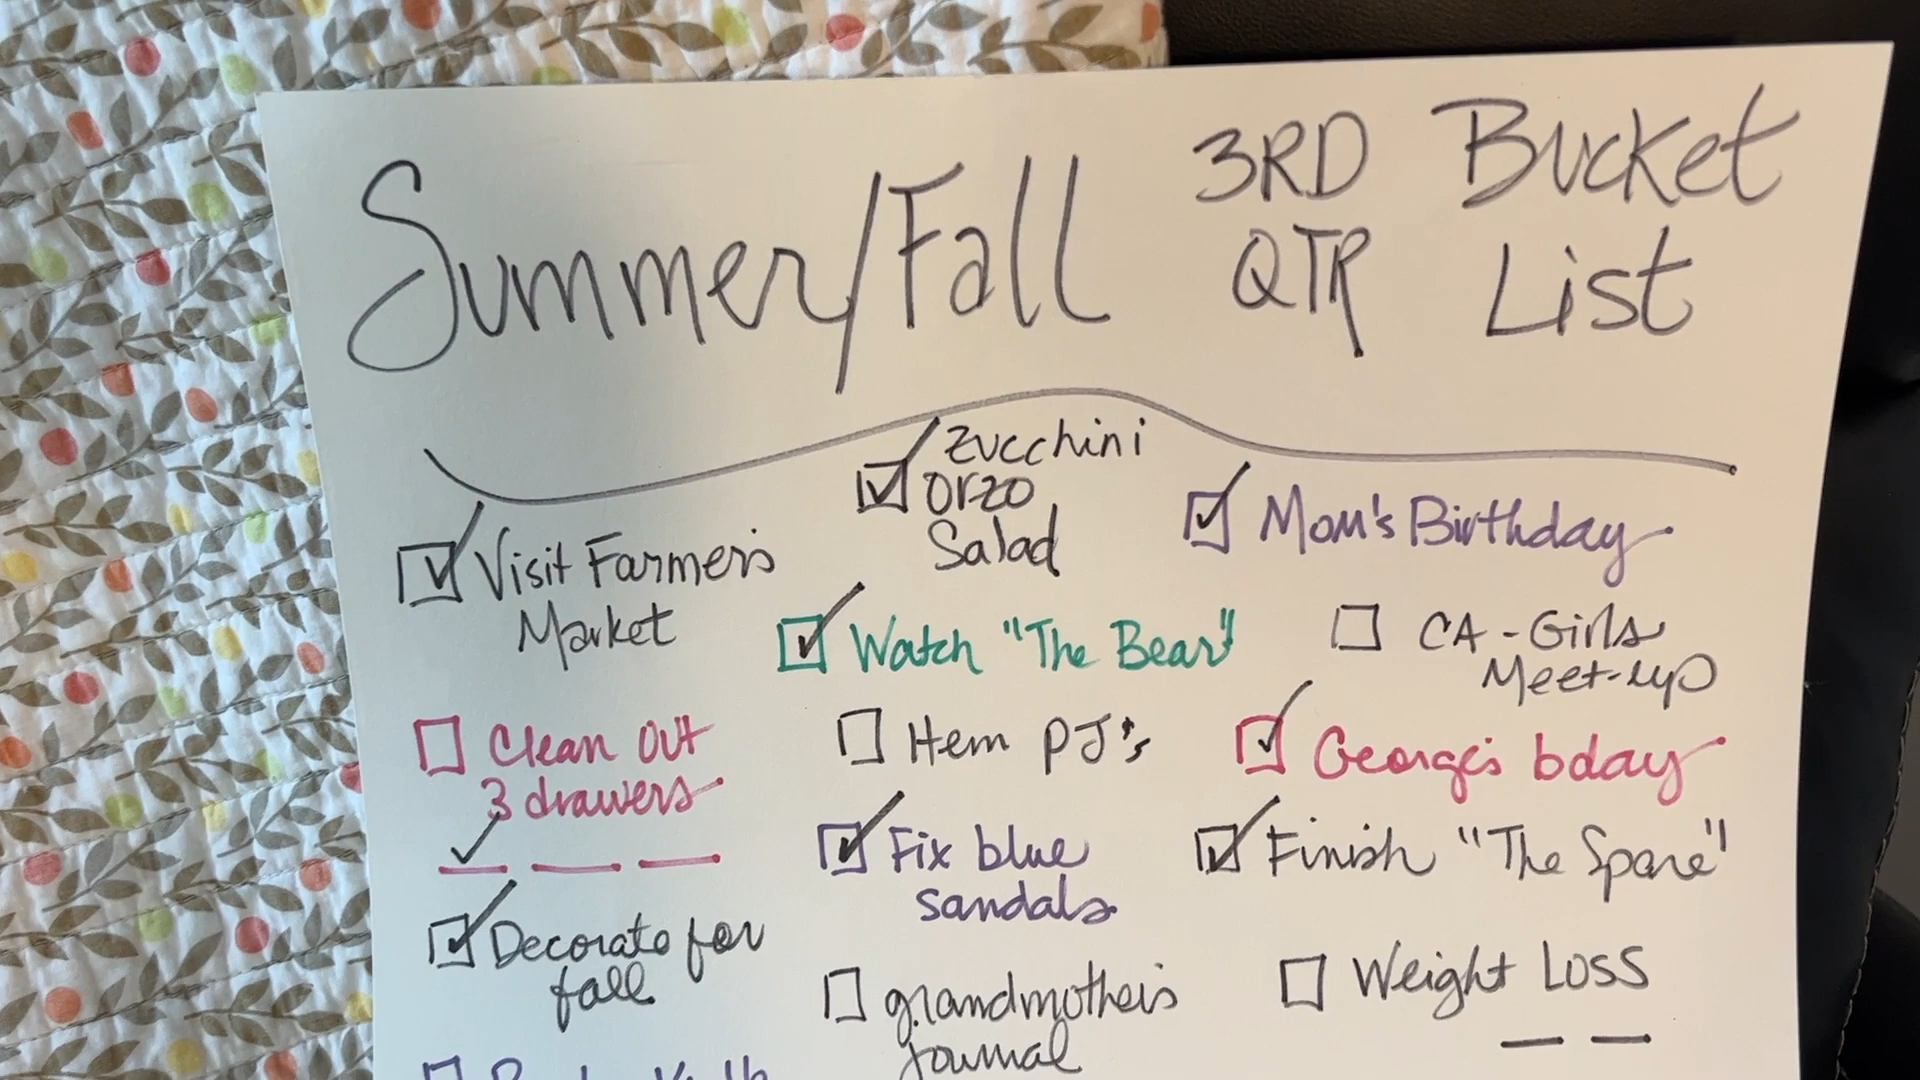 Summer/Fall
3RD
QTR
Bucket
List
Visit Farmer's
Market
Zucchini
Orzo
Salad
Mom's Birthday
Watch "The Bear"
CA - Girls
Meet-up
Clean Out
3 drawers
Hem PJ's
George's bday
Fix blue
sandals
Finish "The Spare"
Decorate for
fall
grandmother's
Journal
Weight Loss